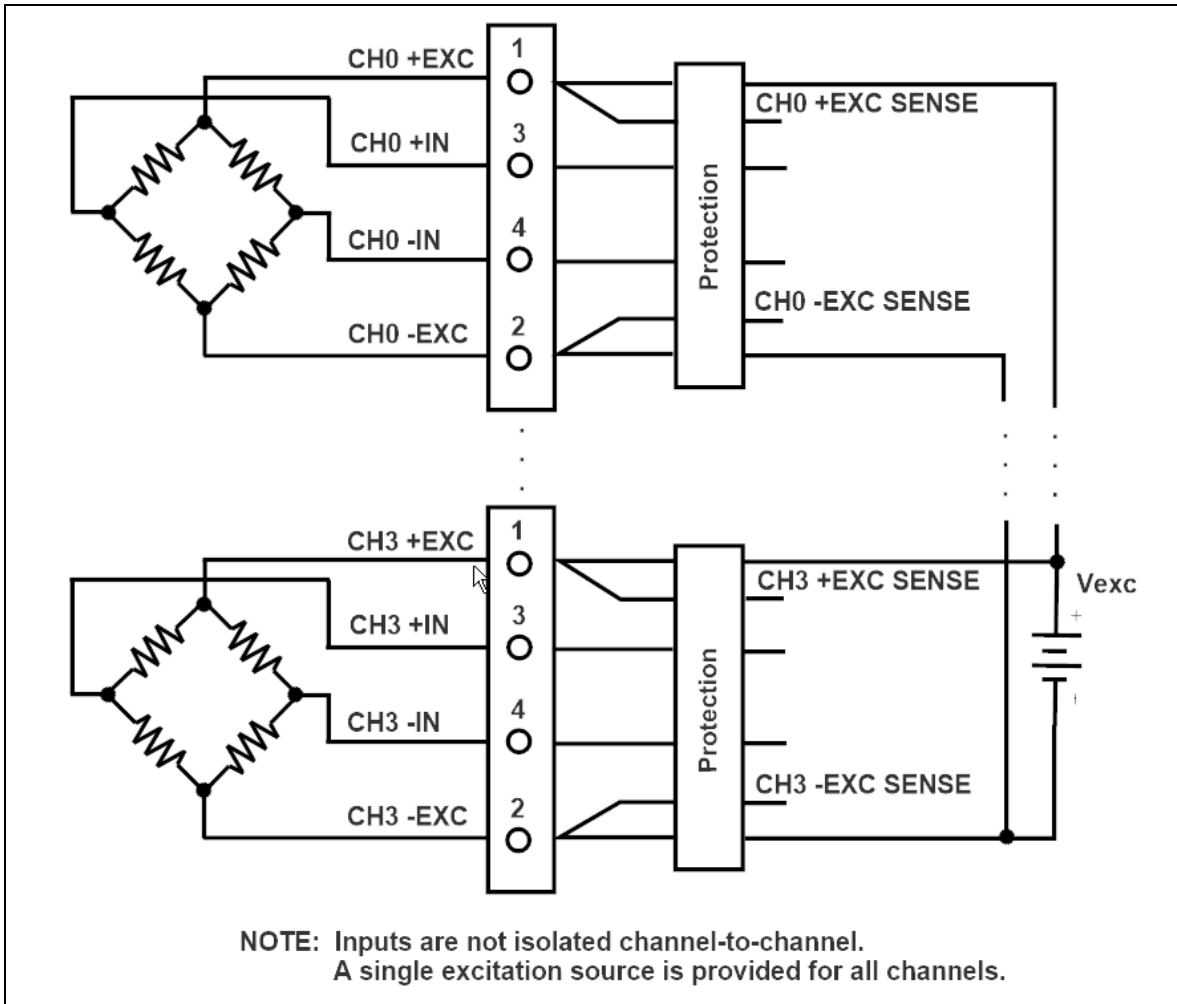 CH0 +EXC
1
CH0 +EXC SENSE
CH0 +IN
3
Protection
CH0 -IN
4
CH0 -EXC SENSE
CH0 -EXC
2
CH3 +EXC
1
CH3 +EXC SENSE
Vexc
+
CH3 +IN
3
Protection
CH3 -IN
4
CH3 -EXC SENSE
CH3 -EXC
2
NOTE: Inputs are not isolated channel-to-channel.
A single excitation source is provided for all channels.